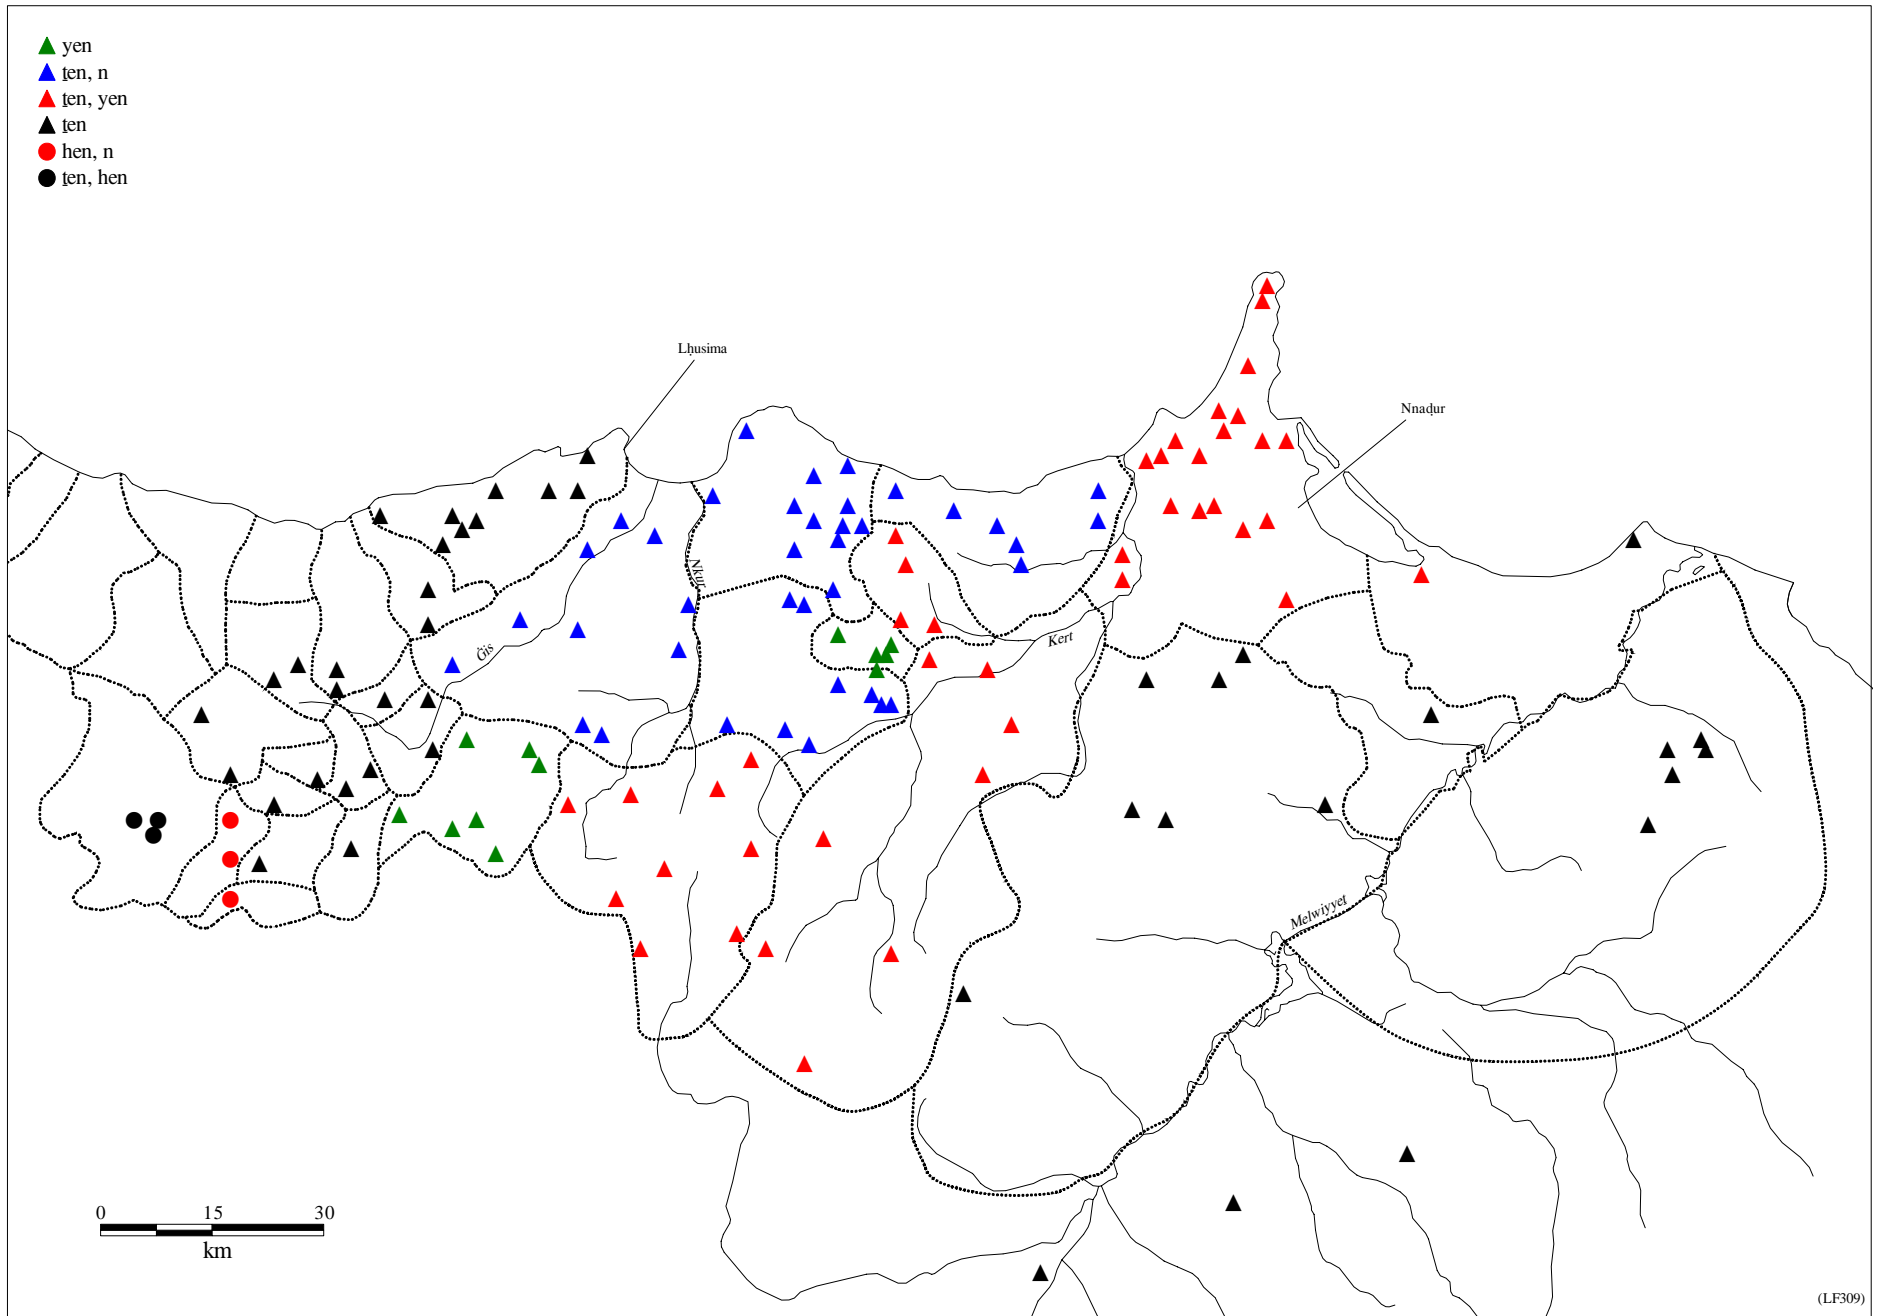 yen
ṯen, n
ṯen, yen
ṯen
hen, n
ṯen, hen
Lḥusima
Nnaḍur
Nkur
Ġis
Kert
Melwiyyet
0 15 30
km
(LF309)